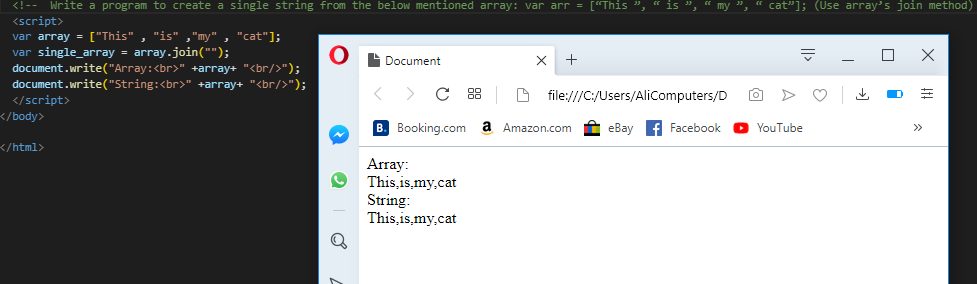 <!--  Write a program to create a single string from the below mentioned array: var arr = [“This ”, “ is ”, “ my ”, “ cat”]; (Use array’s join method)
<script>
var array = ["This" , "is" ,"my" , "cat"];
var single_array = array.join("");
document.write("Array:<br>" +array+ "<br/>");
document.write("String:<br>" +array+ "<br/>");
</script>
</body>
</html>
Document
file:///C:/Users/AliComputers/D
B. Booking.com a Amazon.com eBay f Facebook YouTube »
Array:
This,is,my,cat
String:
This,is,my,cat